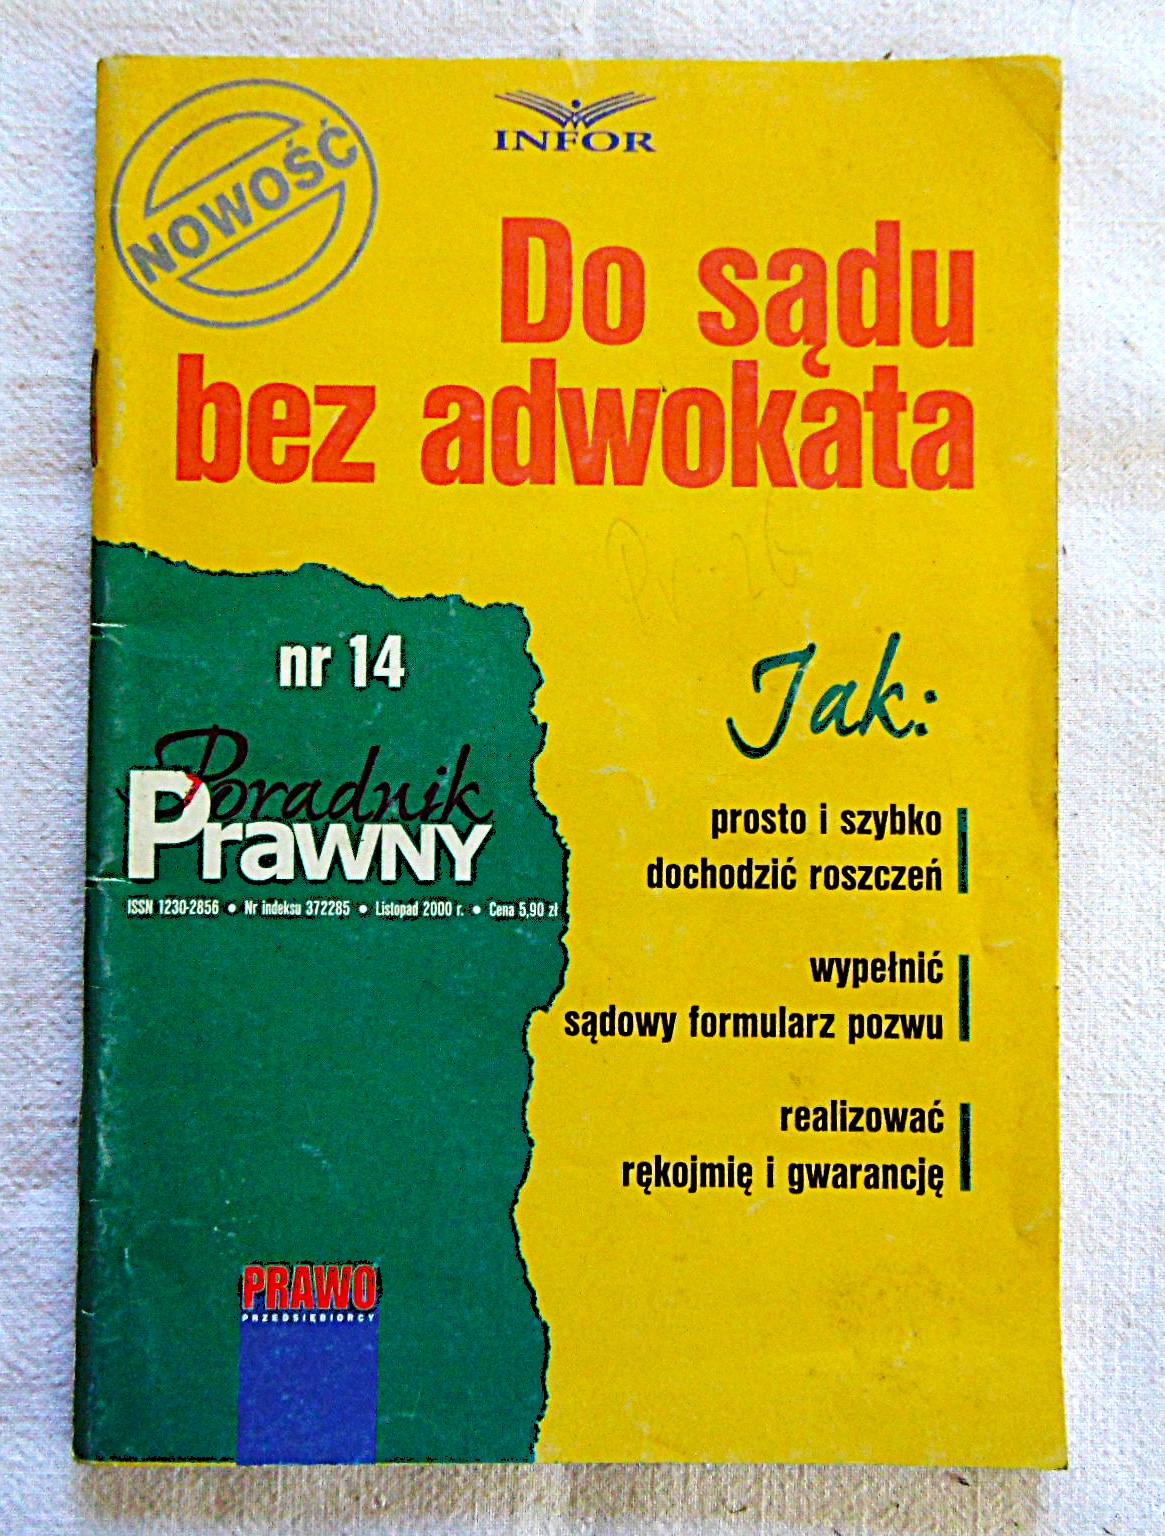 NOWOŚĆ
INFOR
Do sądu
bez adwokata
nr 14
Poradnik
Prawny
ISSN 1230-2856 • Nr indeksu 372285 • Listopad 2000 r. • Cena 5,90 zł
Jak:
prosto i szybko
dochodzić roszczeń
wypełnić
sądowy formularz pozwu
realizować
rękojmię i gwarancję
PRAWO
PRZEDSIĘBIORCY